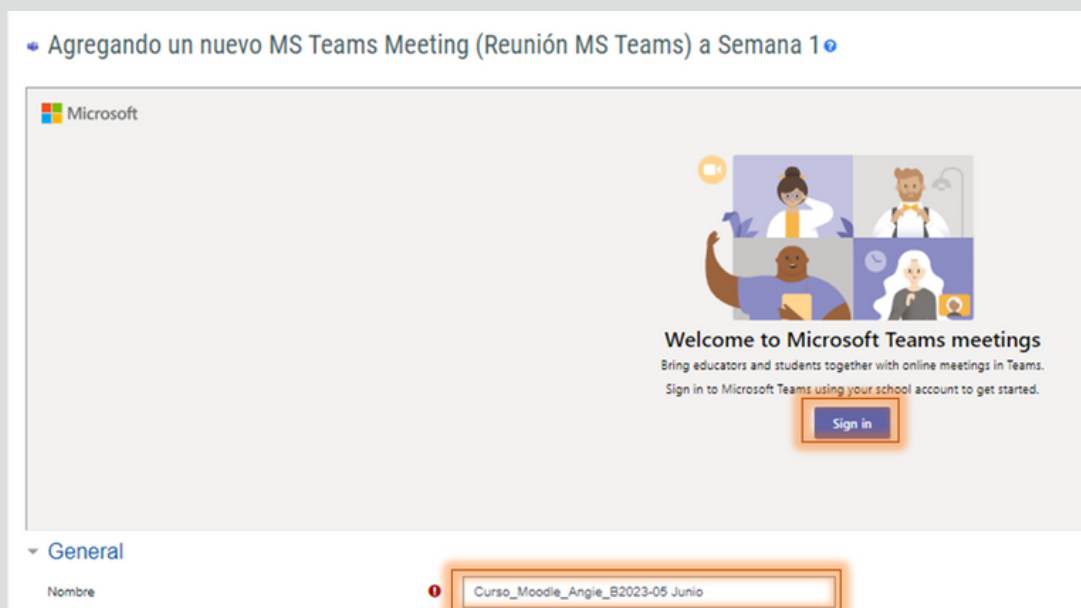 Agregando un nuevo MS Teams Meeting (Reunión MS Teams) a Semana 1
Microsoft
Welcome to Microsoft Teams meetings
Bring educators and students together with online meetings in Teams.
Sign in to Microsoft Teams using your school account to get started.
Sign in
General
Nombre
Curso_Moodle_Angie_B2023-05 Junio